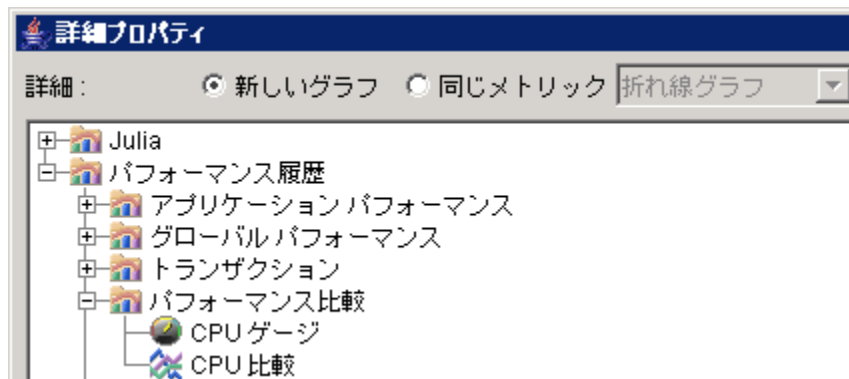 詳細プロパティ
詳細 : 新しいグラフ 同じメトリック 折れ線グラフ
Julia
パフォーマンス履歴
アプリケーション パフォーマンス
グローバル パフォーマンス
トランザクション
パフォーマンス比較
CPU ゲージ
CPU 比較